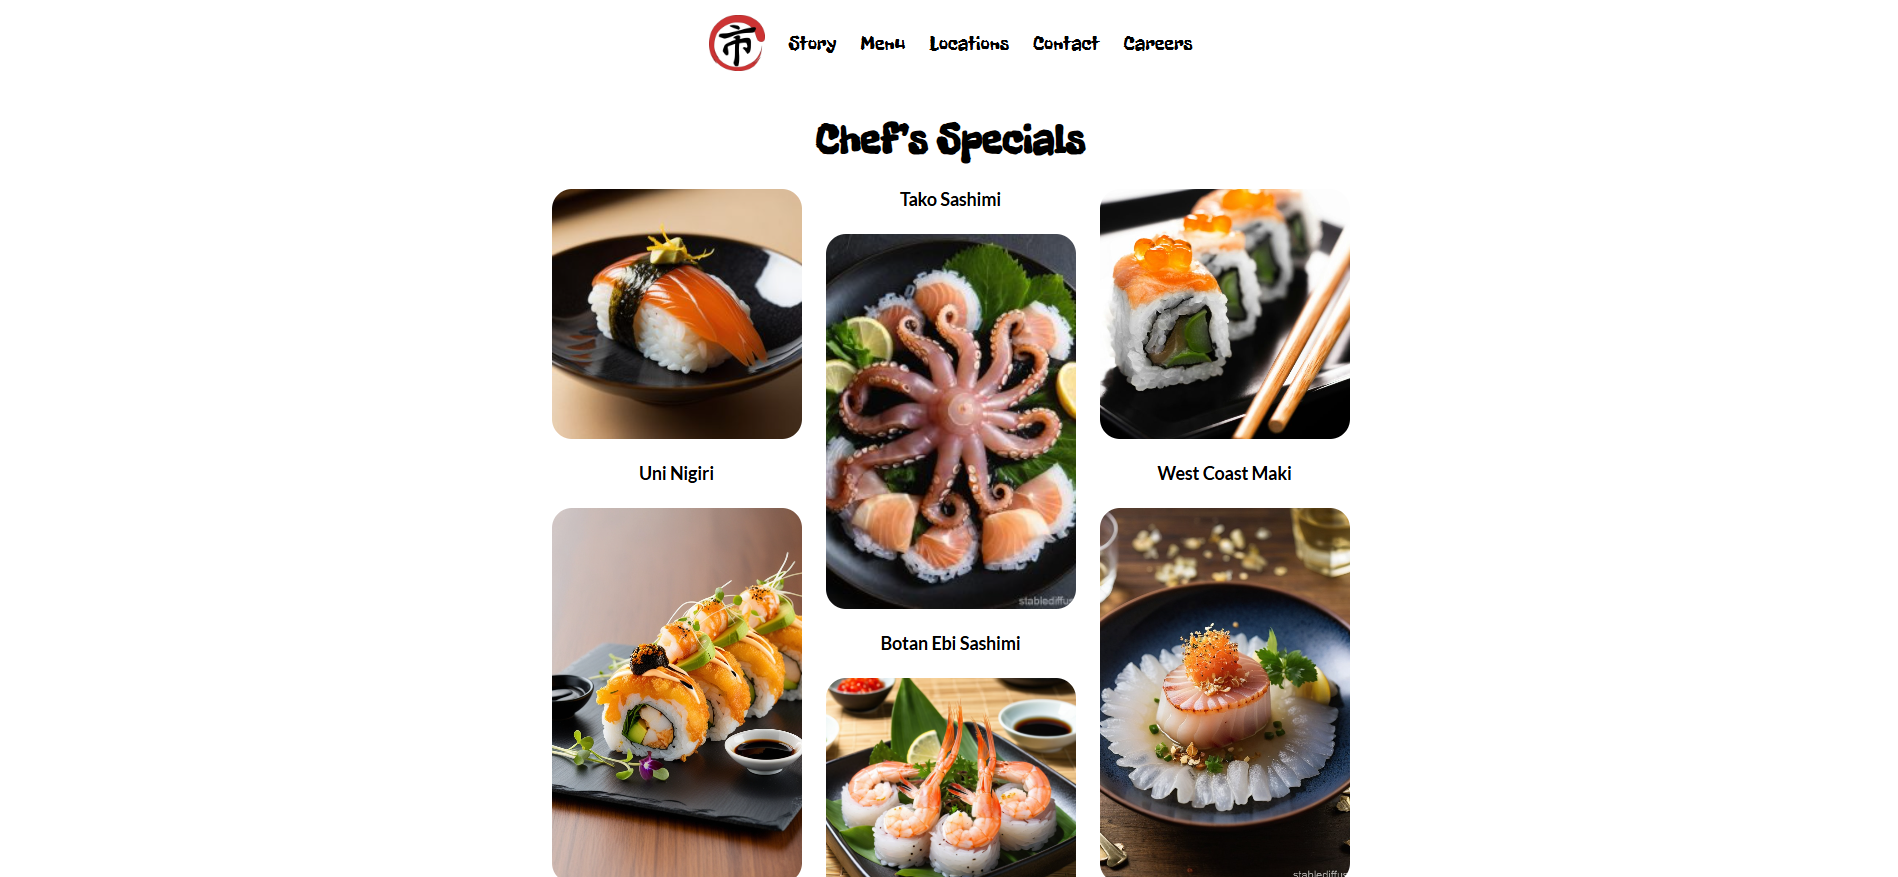 市
Story Menu Locations Contact Careers
Chef's Specials
Tako Sashimi
Uni Nigiri
West Coast Maki
stablediffus
Botan Ebi Sashimi
stablediffus